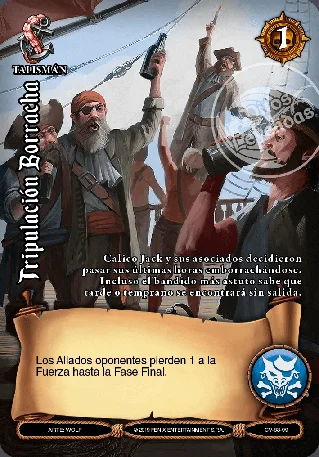 1
TALISMÁN
Tripulación Borracha
Calico Jack y sus asociados decidieron
pasar sus últimas horas emborrachándose.
Incluso el bandido más astuto sabe que
tarde o temprano se encontrará sin salida.
Los Aliados oponentes pierden 1 a la
Fuerza hasta la Fase Final.
ARTE: WOLF